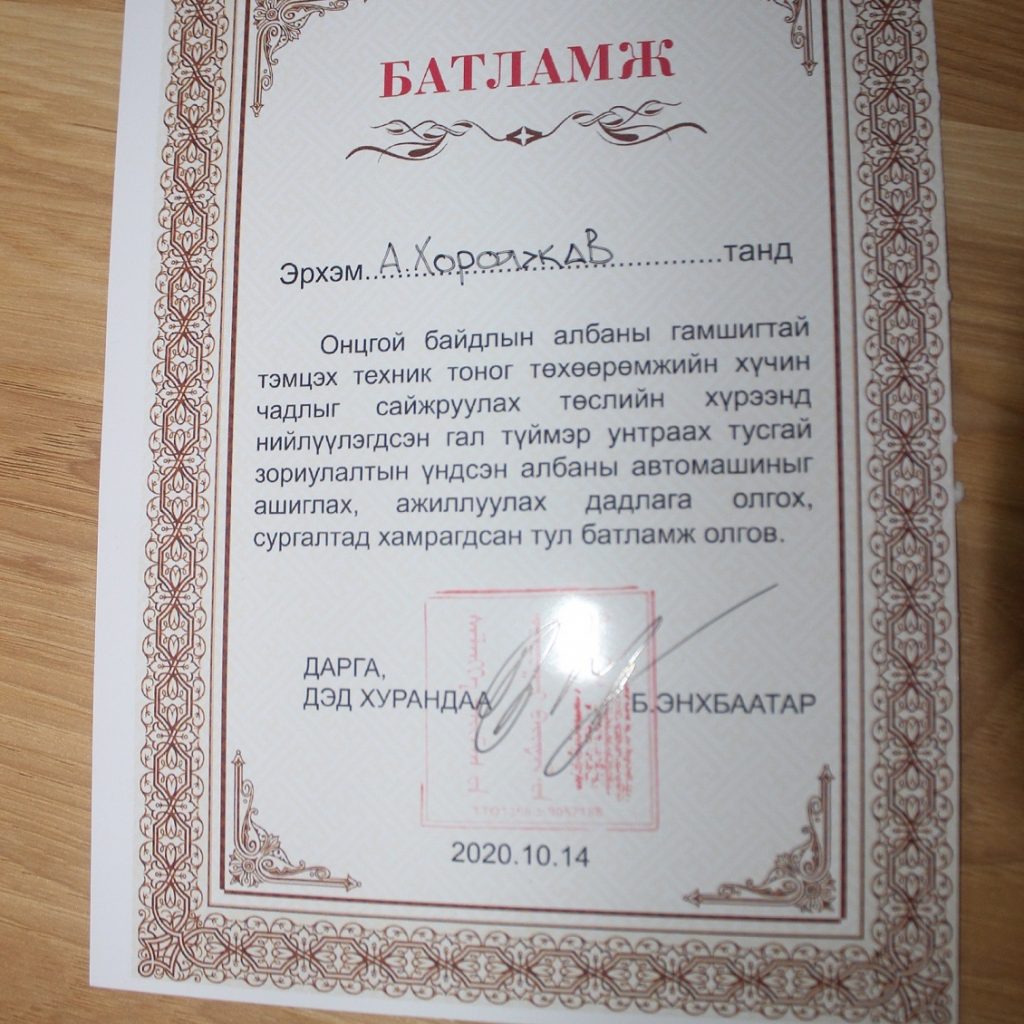 БАТЛАМЖ
Эрхэм....А.Хоролжав....................танд
Онцгой байдлын албаны гамшигтай
тэмцэх техник тоног төхөөрөмжийн хүчин
чадлыг сайжруулах төслийн хүрээнд
нийлүүлэгдсэн гал түймэр унтраах тусгай
зориулалтын үндсэн албаны автомашиныг
ашиглах, ажиллуулах дадлага олгох,
сургалтад хамрагдсан тул батламж олгов.
ДАРГА,
ДЭД ХУРАНДАА Б.ЭНХБААТАР
2020.10.14